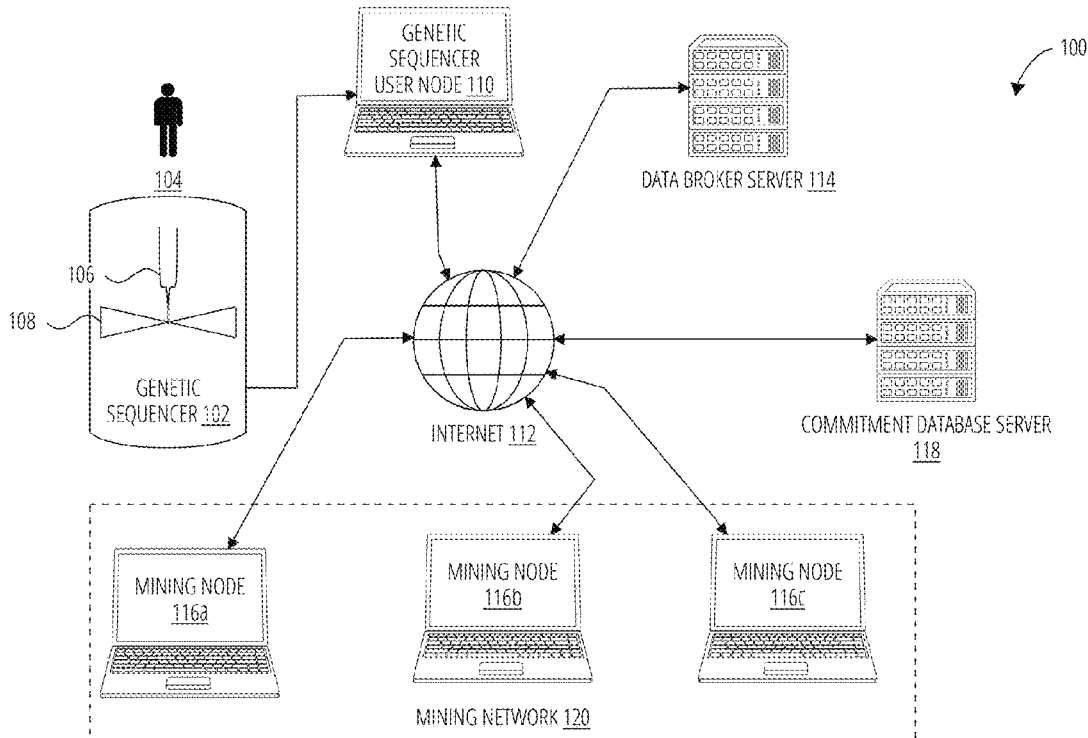 GENETIC
SEQUENCER
USER NODE 110
100
104
DATA BROKER SERVER 114
106
108
GENETIC
SEQUENCER 102
INTERNET 112
COMMITMENT DATABASE SERVER
118
MINING NODE
116a
MINING NODE
116b
MINING NODE
116c
MINING NETWORK 120